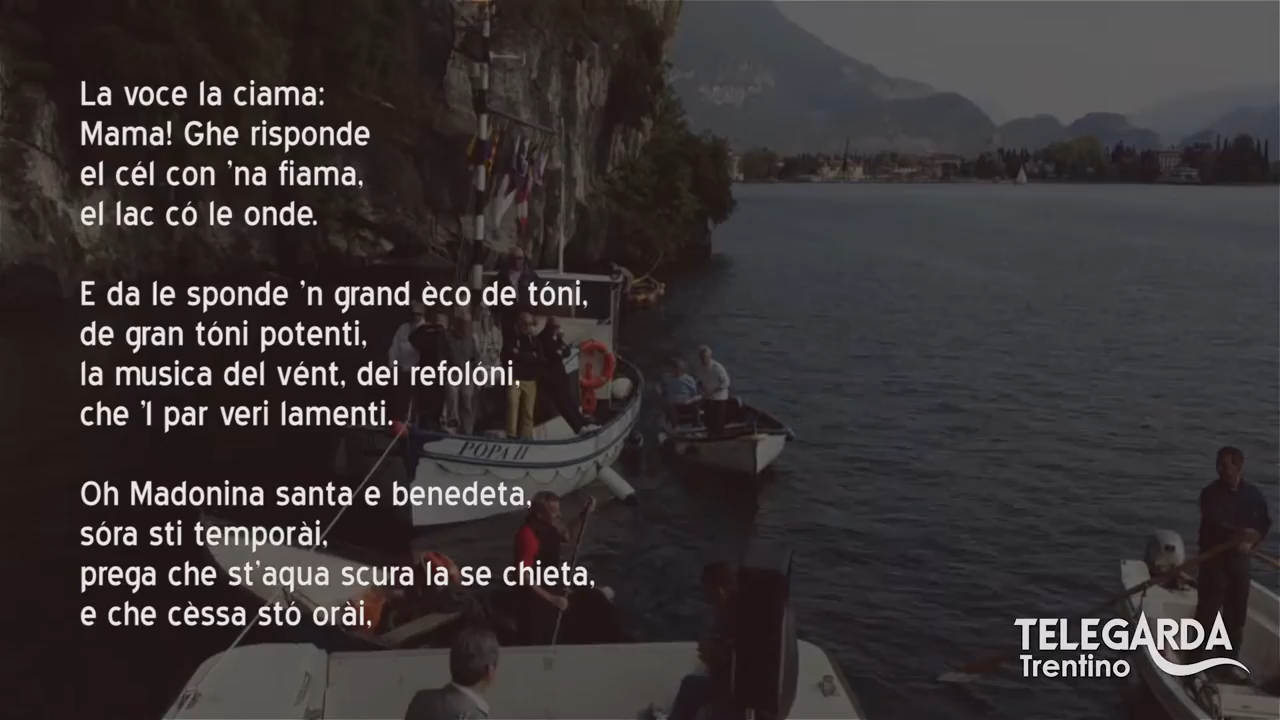 La voce la ciama:
Mama! Ghe risponde
el cél con 'na fiama,
el lac có le onde.
E da le sponde 'n grand èco de tóni,
de gran tóni potenti,
la musica del vént, dei refolóni,
che 'l par veri lamenti.
Oh Madonina santa e benedeta,
sóra sti temporài,
prega che st'aqua scura la se chieta,
e che cèssa stó orài,
POPA II
TELEGARDA
Trentino